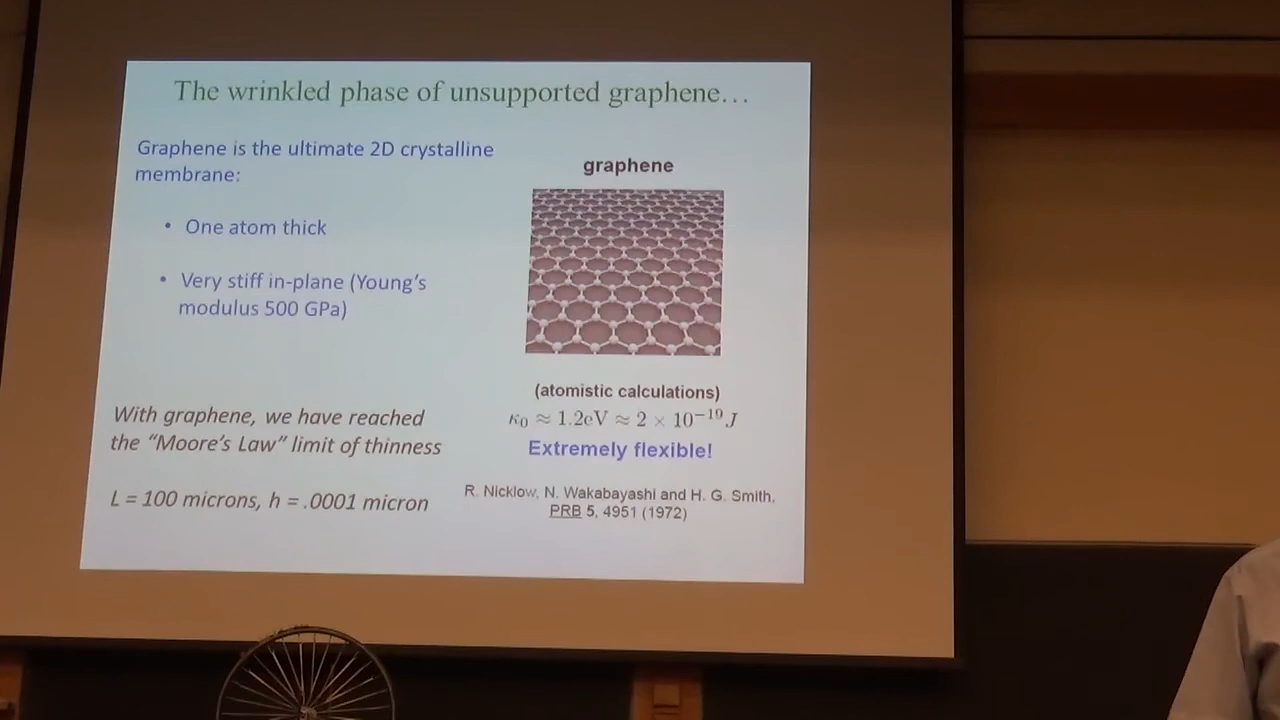 The wrinkled phase of unsupported graphene…
Graphene is the ultimate 2D crystalline
membrane:
• One atom thick
• Very stiff in-plane (Young's
modulus 500 GPa)
With graphene, we have reached
the “Moore's Law” limit of thinness
L = 100 microns, h = .0001 micron
graphene
(atomistic calculations)
κ₀ ≈ 1.2eV ≈ 2 × 10⁻¹⁹J
Extremely flexible!
R. Nicklow, N. Wakabayashi and H. G. Smith,
PRB 5, 4951 (1972)